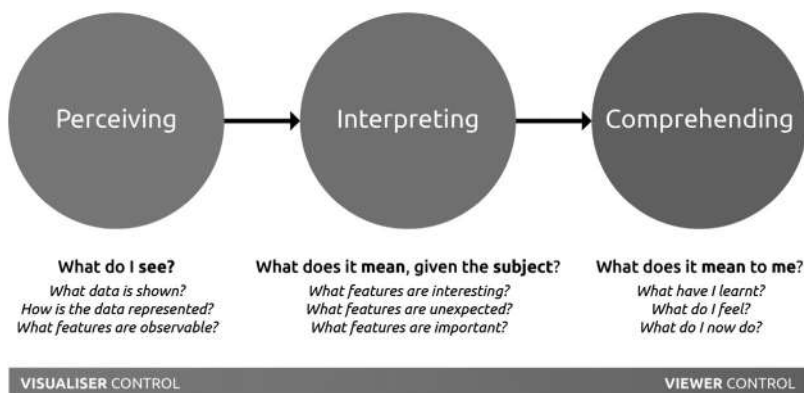 Perceiving
Interpreting
Comprehending
What do I see?
What data is shown?
How is the data represented?
What features are observable?
What does it mean, given the subject?
What features are interesting?
What features are unexpected?
What features are important?
What does it mean to me?
What have I learnt?
What do I feel?
What do I now do?
VISUALISER CONTROL
VIEWER CONTROL